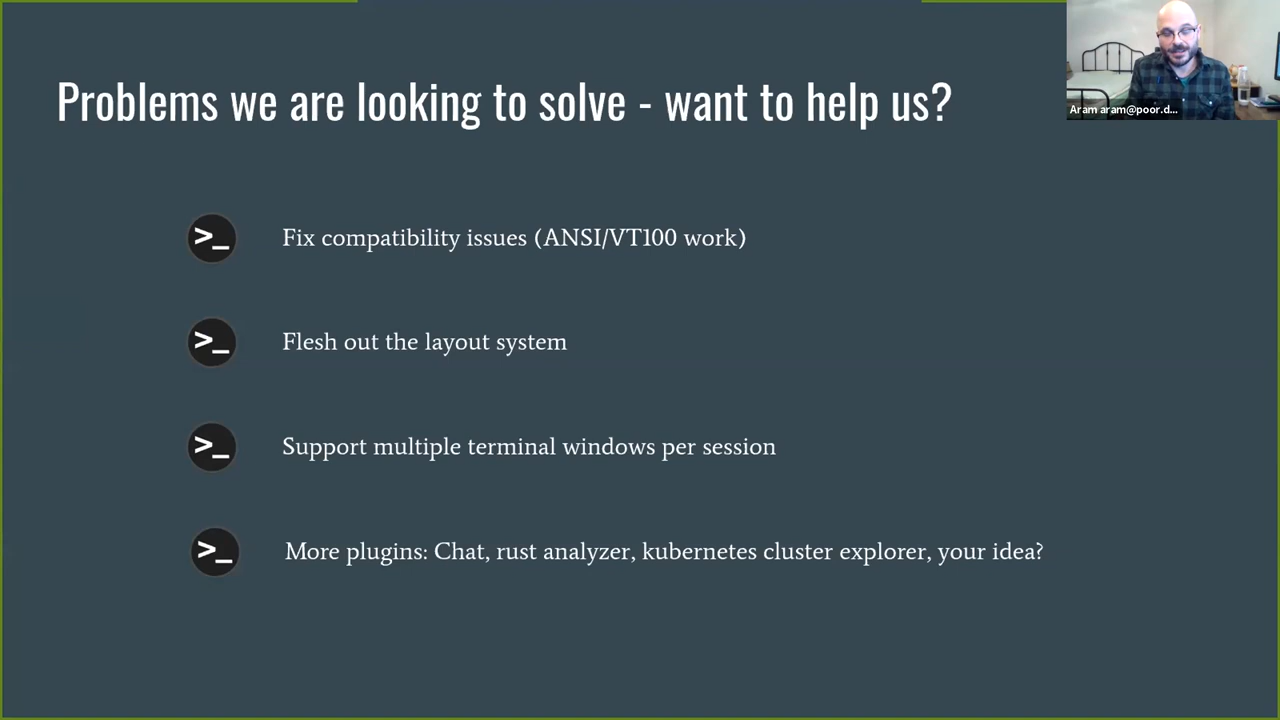 Problems we are looking to solve - want to help us?
Aram aram@poor.d...
>_ Fix compatibility issues (ANSI/VT100 work)
>_ Flesh out the layout system
>_ Support multiple terminal windows per session
>_ More plugins: Chat, rust analyzer, kubernetes cluster explorer, your idea?